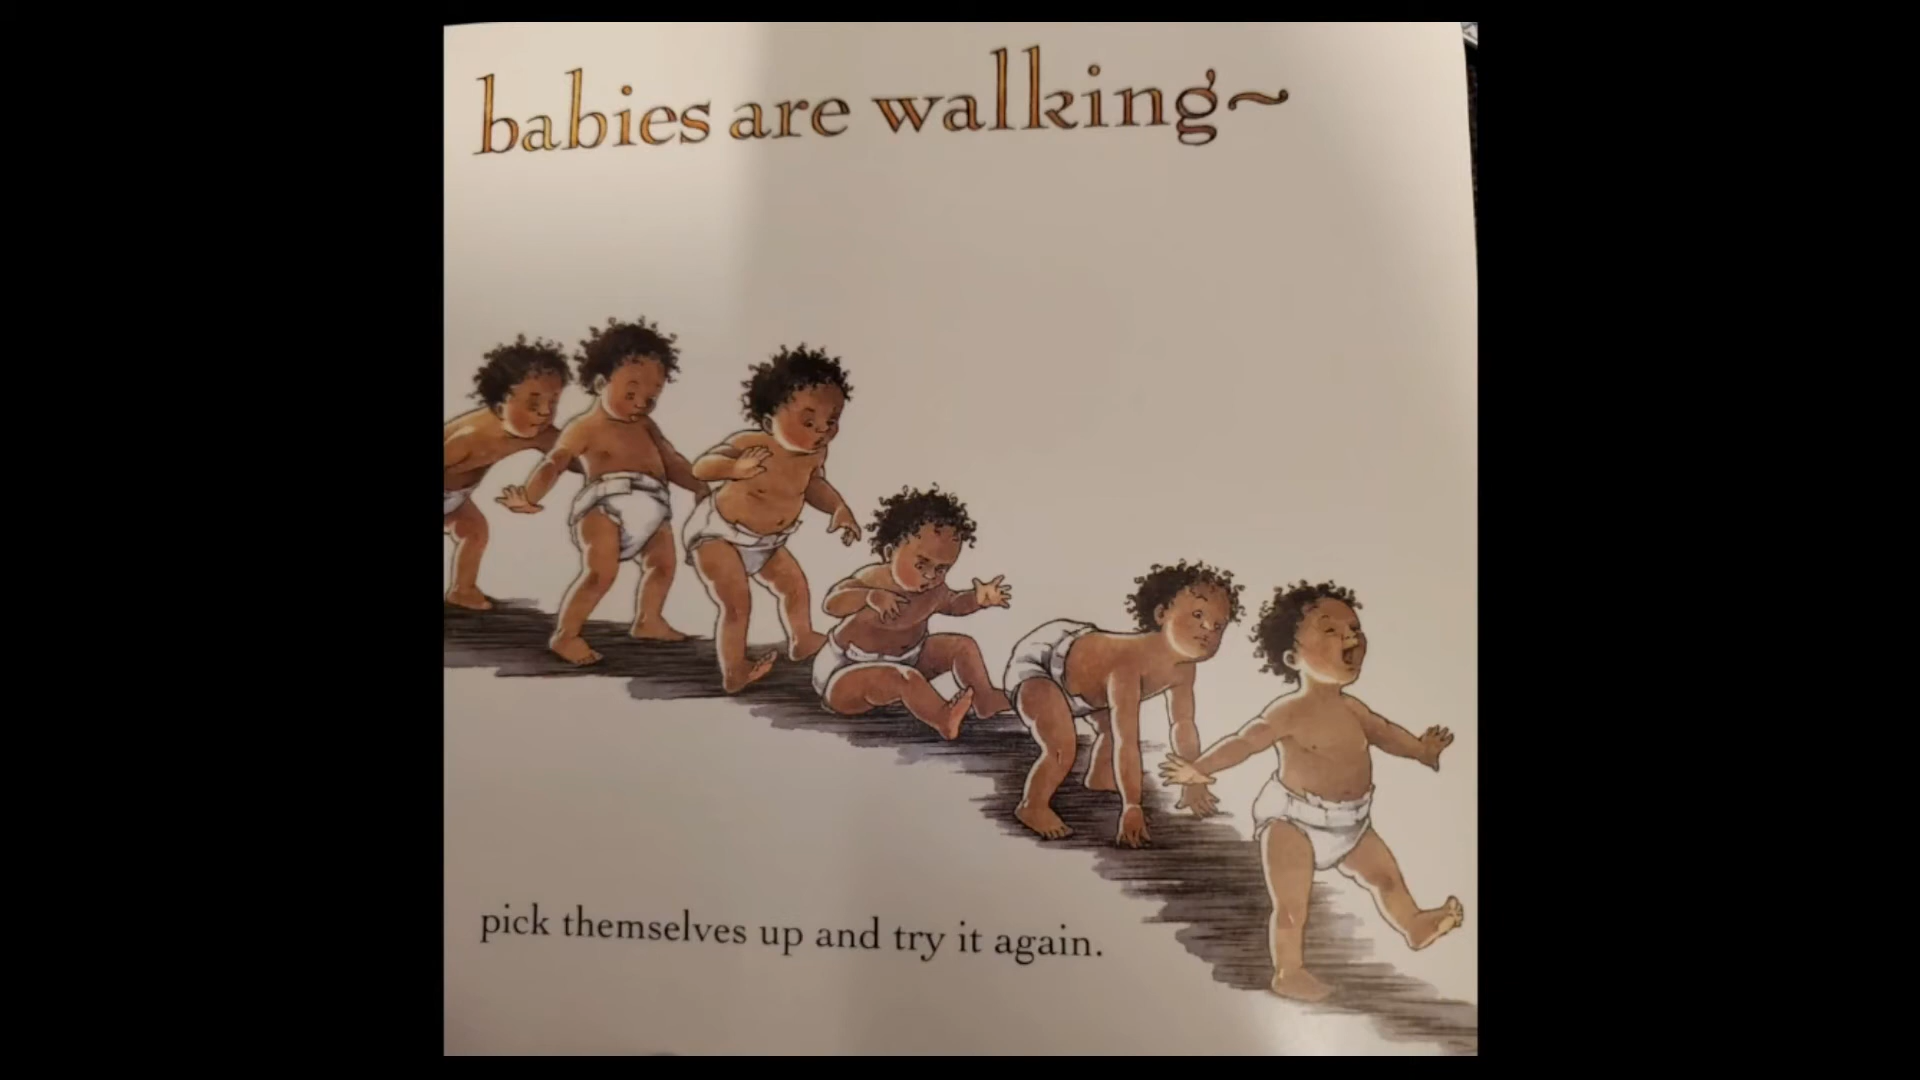 babies are walking~
pick themselves up and try it again.